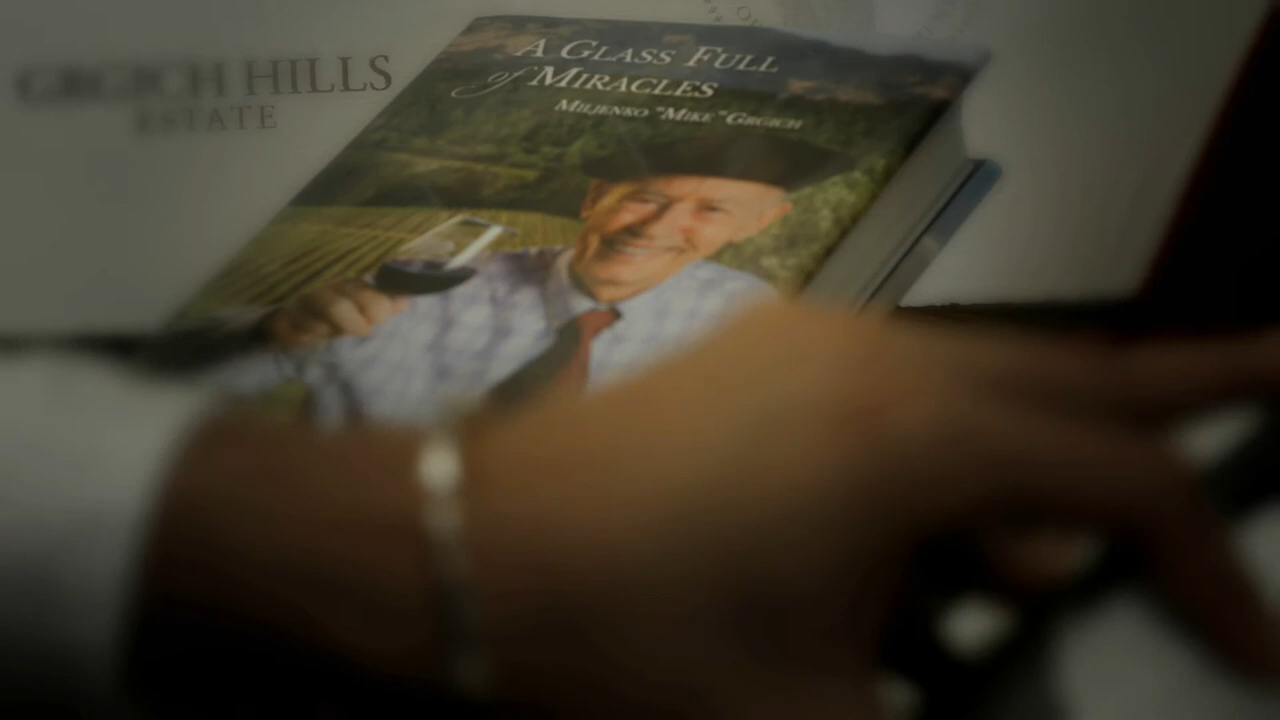 GRGICH HILLS
ESTATE
A GLASS FULL
of MIRACLES
MILJENKO "MIKE" GRGICH